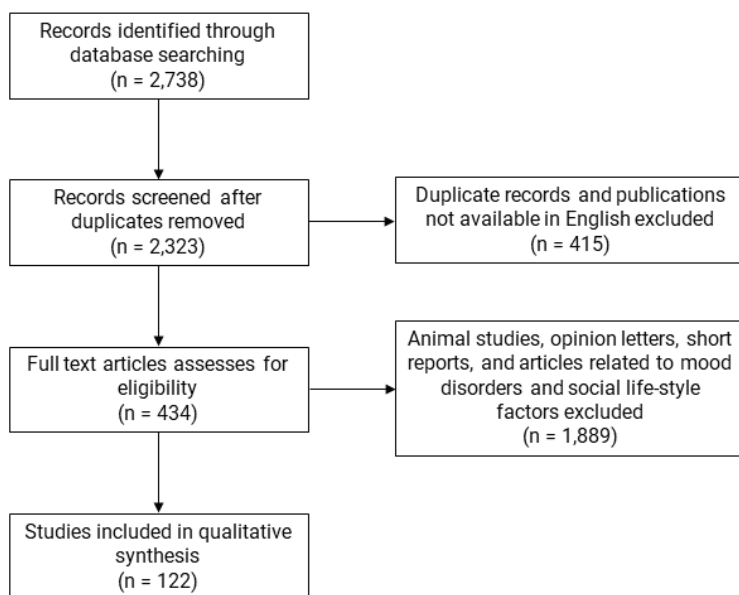 Records identified through
database searching
(n = 2,738)
Records screened after
duplicates removed
(n = 2,323)
Duplicate records and publications
not available in English excluded
(n = 415)
Full text articles assesses for
eligibility
(n = 434)
Animal studies, opinion letters, short
reports, and articles related to mood
disorders and social life-style
factors excluded
(n = 1,889)
Studies included in qualitative
synthesis
(n = 122)